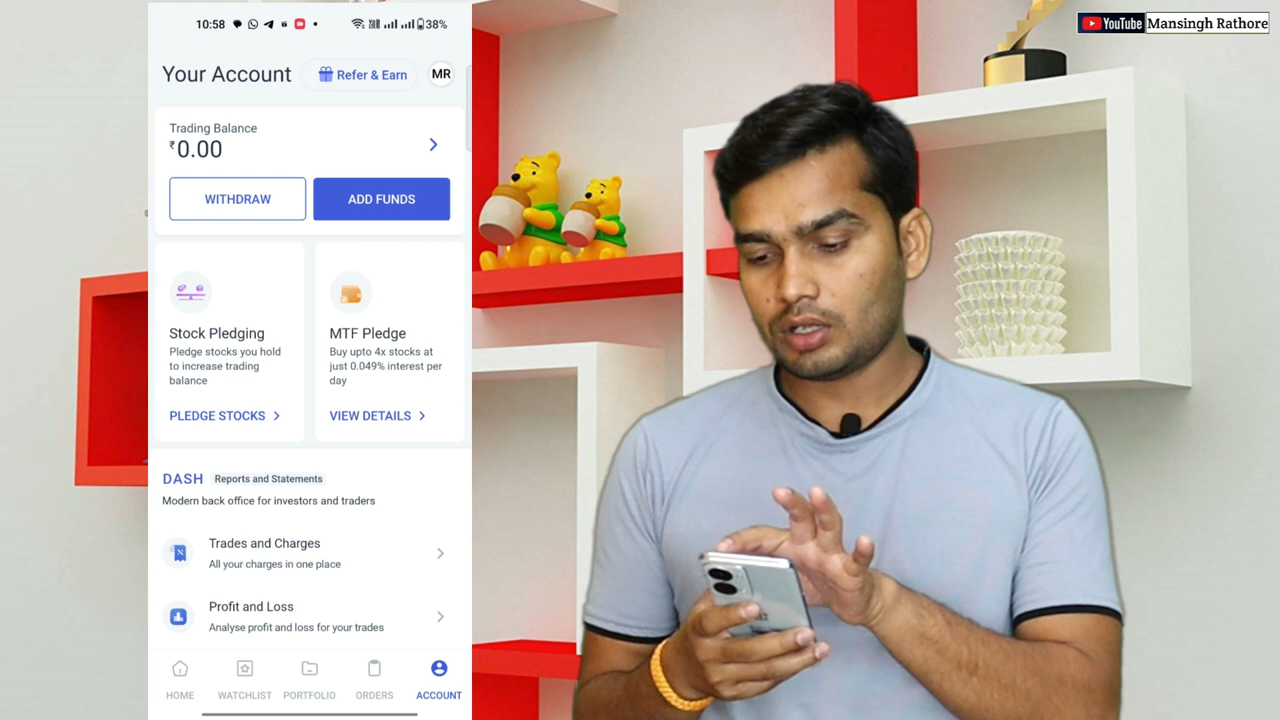 10:58
38%
YouTube Mansingh Rathore
Your Account
Refer & Earn
MR
Trading Balance
₹0.00
WITHDRAW
ADD FUNDS
Stock Pledging
Pledge stocks you hold
to increase trading
balance
PLEDGE STOCKS
MTF Pledge
Buy upto 4x stocks at
just 0.049% interest per
day
VIEW DETAILS
DASH Reports and Statements
Modern back office for investors and traders
Trades and Charges
All your charges in one place
Profit and Loss
Analyse profit and loss for your trades
HOME
WATCHLIST
PORTFOLIO
ORDERS
ACCOUNT